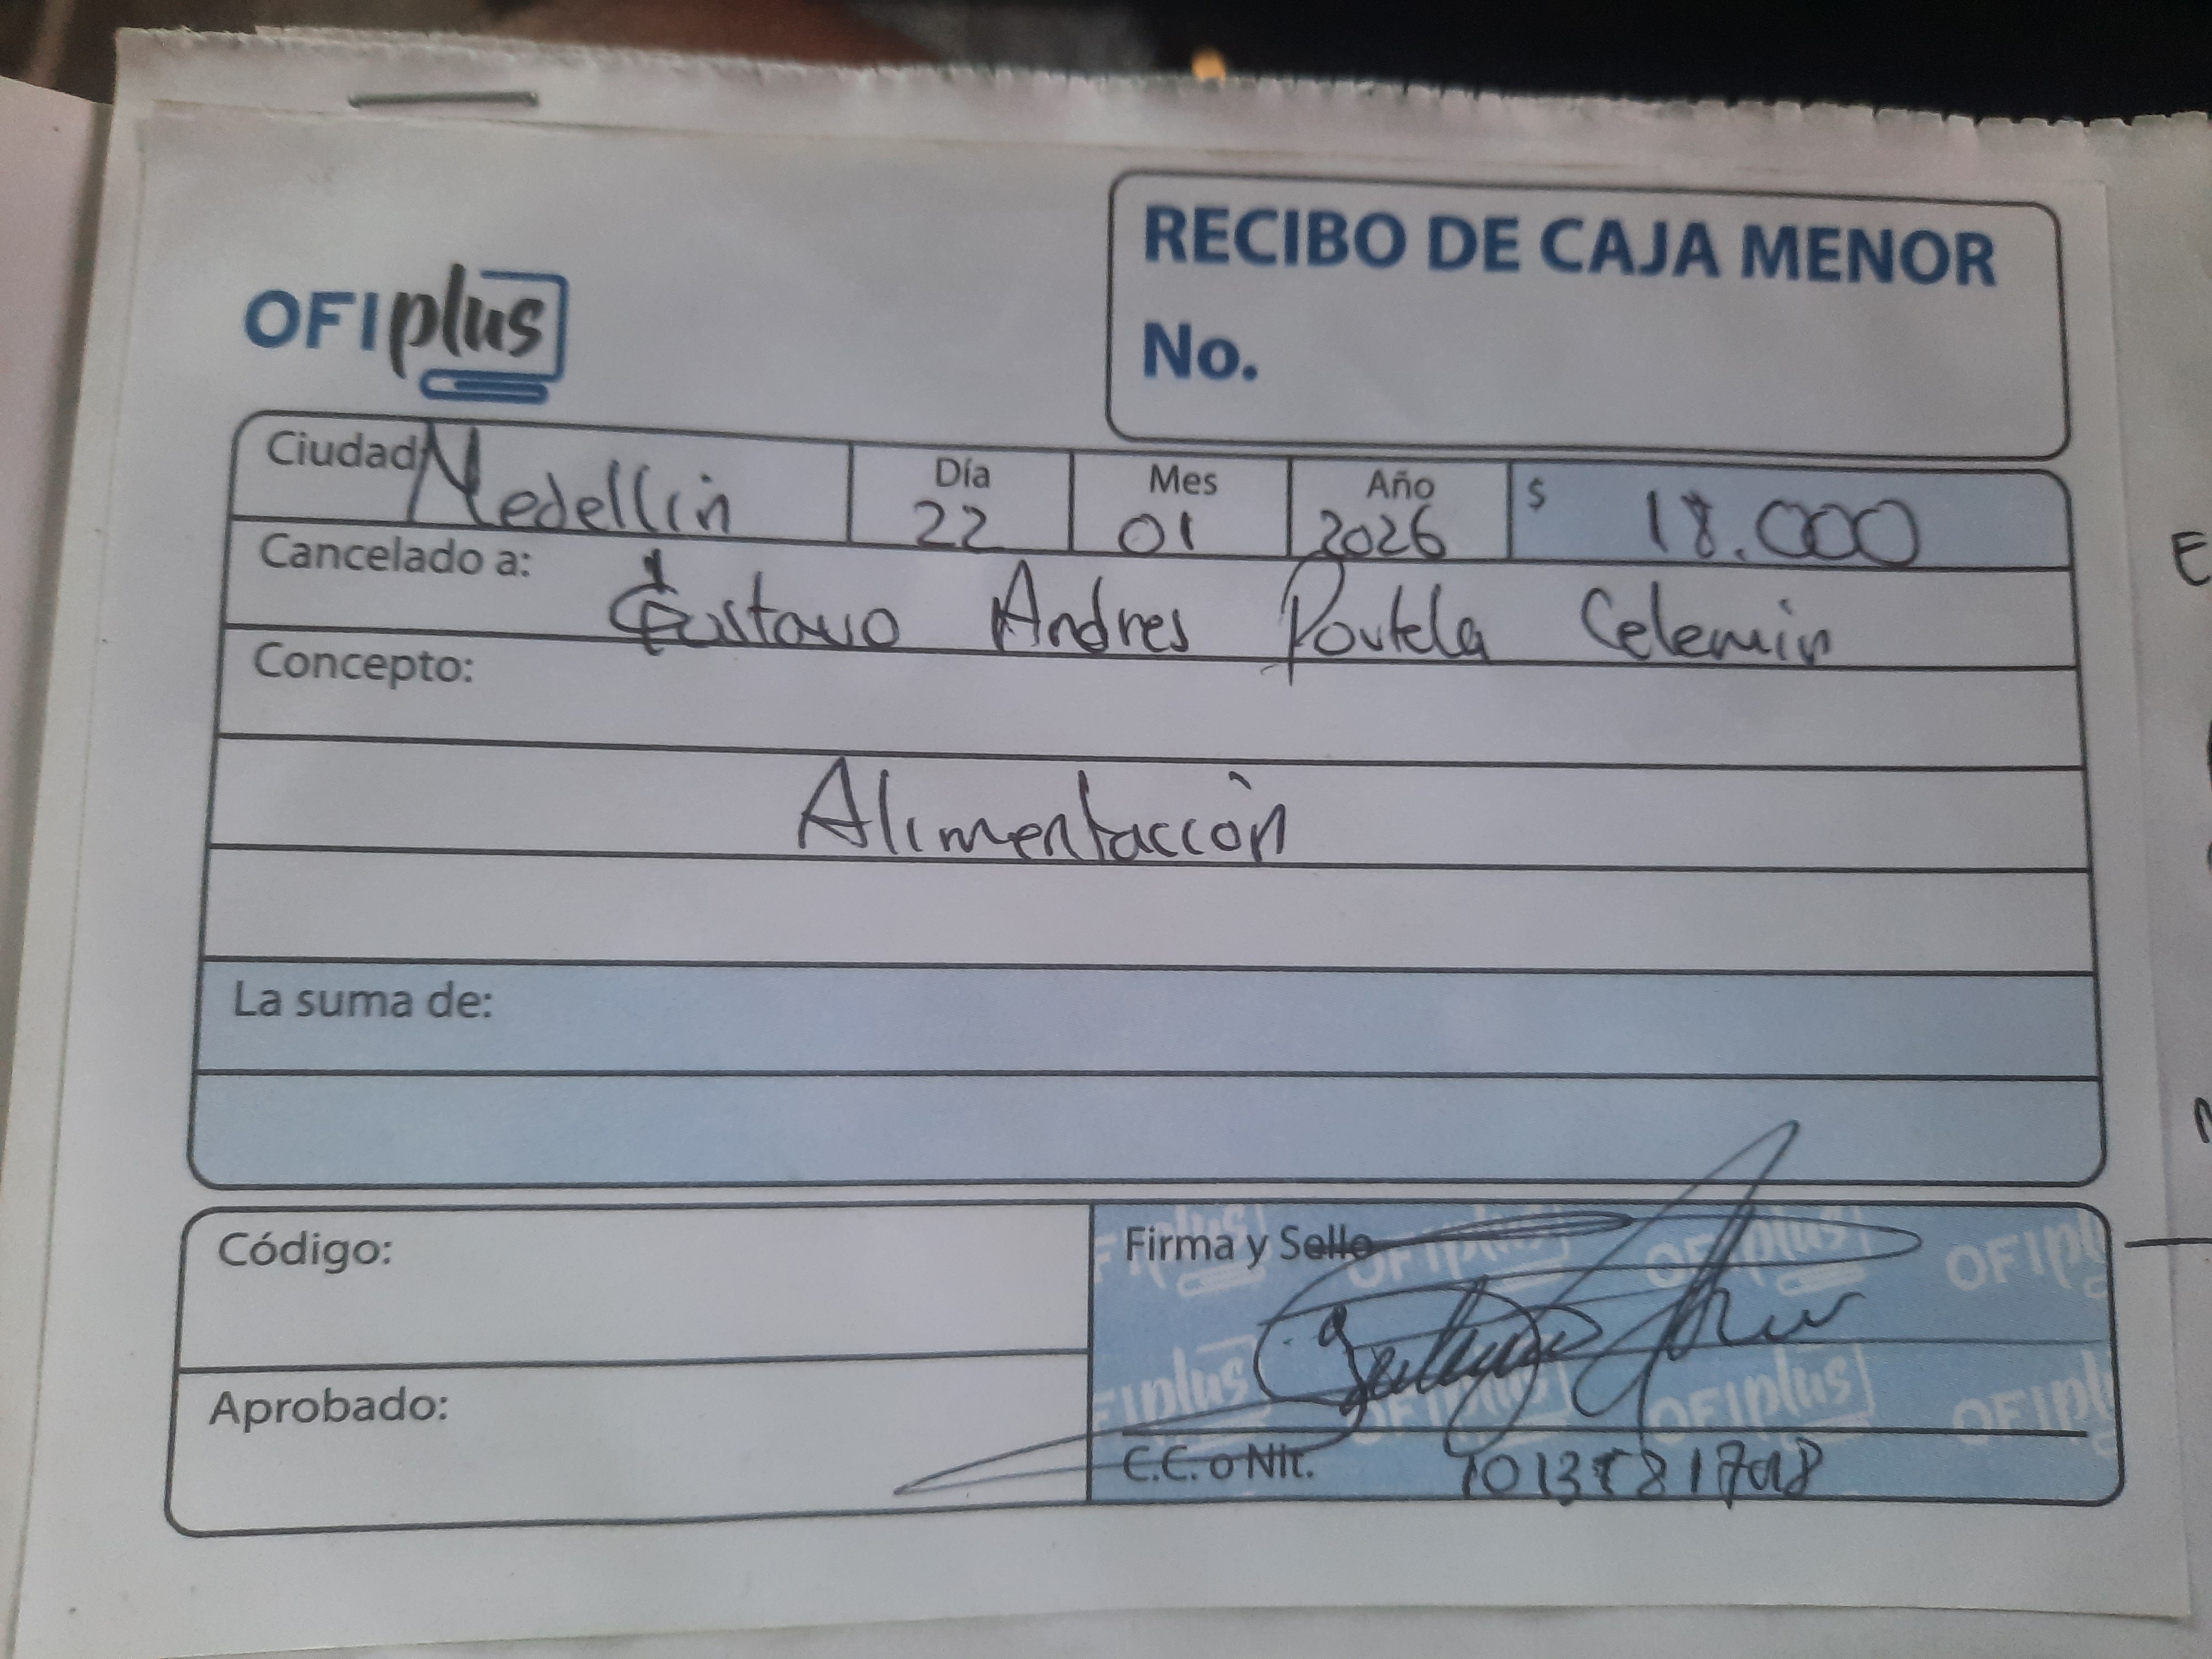 RECIBO DE CAJA MENOR
No.
OFIplus
Ciudad: Medellin Día 22 Mes 01 Año 2026 $ 18.000
Cancelado a: Gustavo Andres Portela Celemin
Concepto:
Alimentacción
La suma de:
Código:
Firma y Sello
Aprobado:
C.C. o Nit.